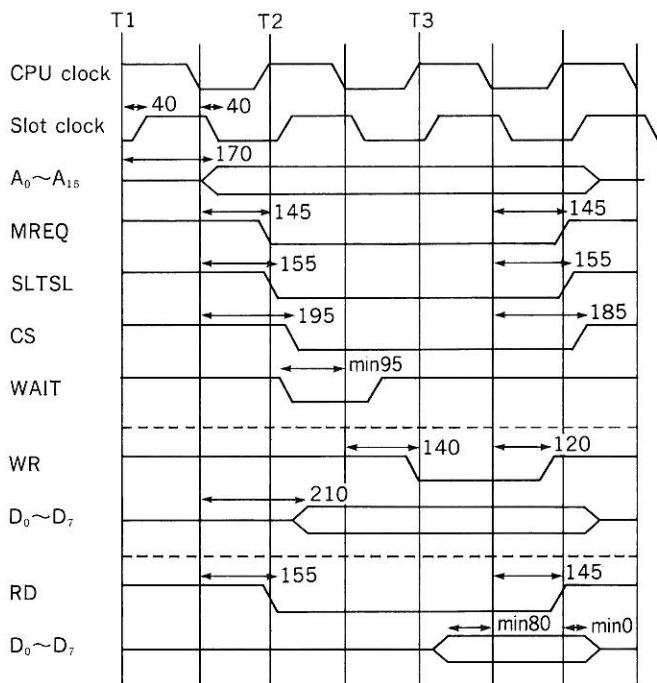 T1 T2 T3
CPU clock
40 40
Slot clock
170
A₀～A₁₅
145 145
MREQ
155 155
SLTSL
195 185
CS
min95
WAIT
140 120
WR
210
D₀～D₇
155 145
RD
min80 min0
D₀～D₇